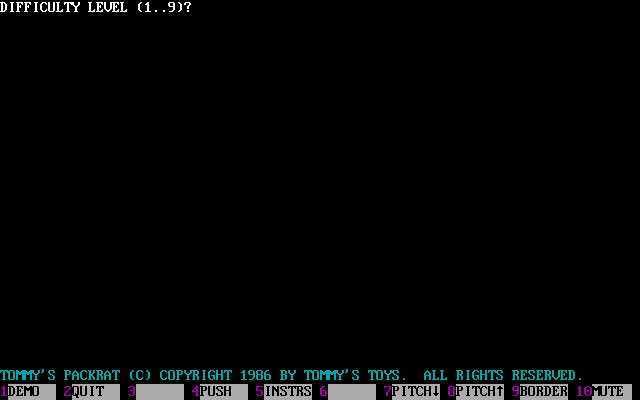 DIFFICULTY LEVEL (1..9)?
TOMMY'S PACKRAT (C) COPYRIGHT 1986 BY TOMMY'S TOYS.  ALL RIGHTS RESERVED.
1DEMO 2QUIT 3 4PUSH 5INSTRS 6 7PITCH↓ 8PITCH↑ 9BORDER 10MUTE